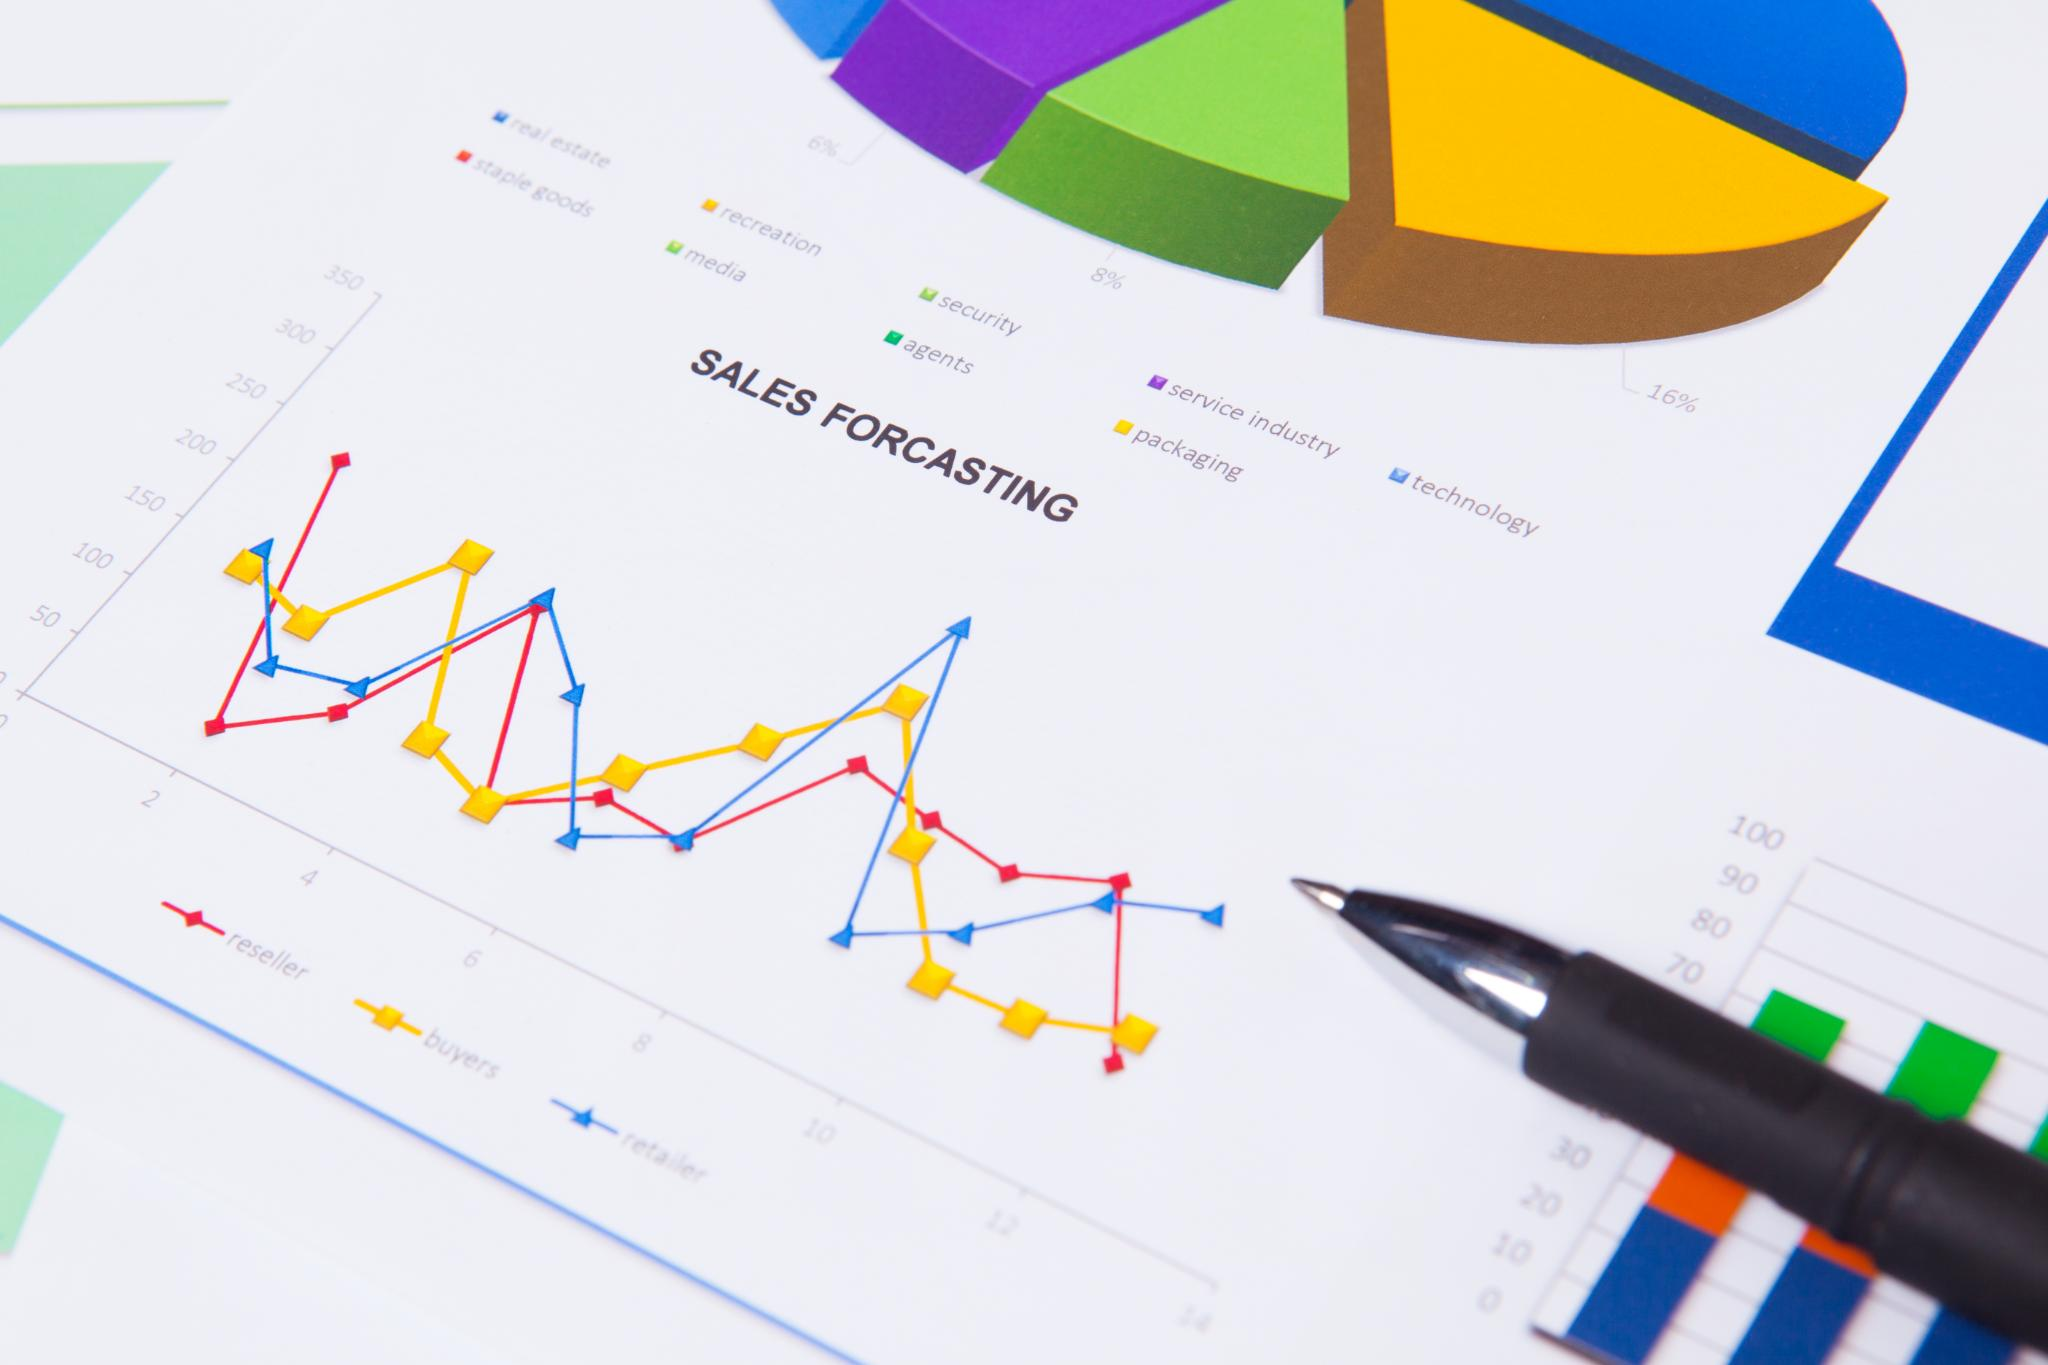 6%
8%
16%
real estate
staple goods
recreation
media
security
agents
service industry
packaging
technology
SALES FORCASTING
350
300
250
200
150
100
50
0
0
2
4
6
8
10
12
14
reseller
buyers
retailer
100
90
80
70
30
20
10
0